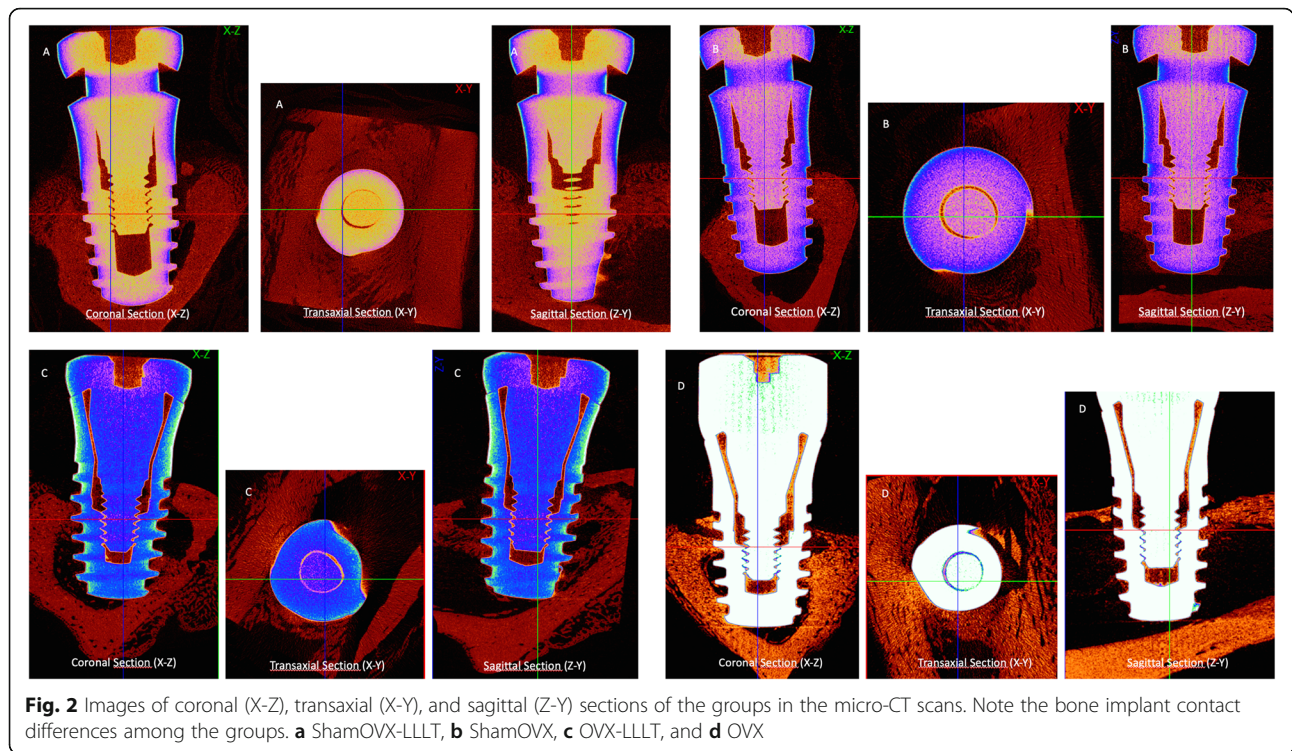 A
X-Z
Coronal Section (X-Z)
A
X-Y
Transaxial Section (X-Y)
A
Sagittal Section (Z-Y)
B
X-Z
Coronal Section (X-Z)
B
X-Y
Transaxial Section (X-Y)
B
Sagittal Section (Z-Y)
C
X-Z
Coronal Section (X-Z)
C
X-Y
Transaxial Section (X-Y)
Z-Y
C
Sagittal Section (Z-Y)
D
X-Z
Coronal Section (X-Z)
D
Transaxial Section (X-Y)
D
Sagittal Section (Z-Y)
Fig. 2 Images of coronal (X-Z), transaxial (X-Y), and sagittal (Z-Y) sections of the groups in the micro-CT scans. Note the bone implant contact
differences among the groups. a ShamOVX-LLLT, b ShamOVX, c OVX-LLLT, and d OVX